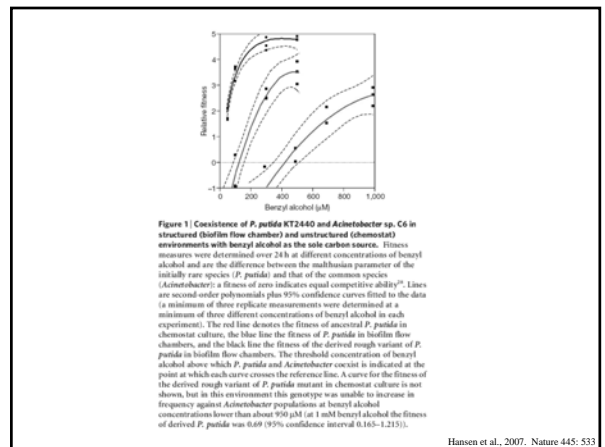 5
4
3
2
1
0
−1
Relative fitness
0 200 400 600 800 1,000
Benzyl alcohol (μM)
Figure 1 | Coexistence of P. putida KT2440 and Acinetobacter sp. C6 in
structured (biofilm flow chamber) and unstructured (chemostat)
environments with benzyl alcohol as the sole carbon source. Fitness
measures were determined over 24 h at different concentrations of benzyl
alcohol and are the difference between the malthusian parameter of the
initially rare species (P. putida) and that of the common species
(Acinetobacter): a fitness of zero indicates equal competitive ability. Lines
are second-order polynomials plus 95% confidence curves fitted to the data
(a minimum of three replicate measurements were determined at a
minimum of three different concentrations of benzyl alcohol in each
experiment). The red line denotes the fitness of ancestral P. putida in
chemostat culture, the blue line the fitness of P. putida in biofilm flow
chambers, and the black line the fitness of the derived rough variant of P.
putida in biofilm flow chambers. The threshold concentration of benzyl
alcohol above which P. putida and Acinetobacter coexist is indicated at the
point at which each curve crosses the reference line. A curve for the fitness of
the derived rough variant of P. putida mutant in chemostat culture is not
shown, but in this environment this genotype was unable to increase in
frequency against Acinetobacter populations at benzyl alcohol
concentrations lower than about 950 μM (at 1 mM benzyl alcohol the fitness
of derived P. putida was 0.69 (95% confidence interval 0.165–1.215)).
Hansen et al., 2007. Nature 445: 533